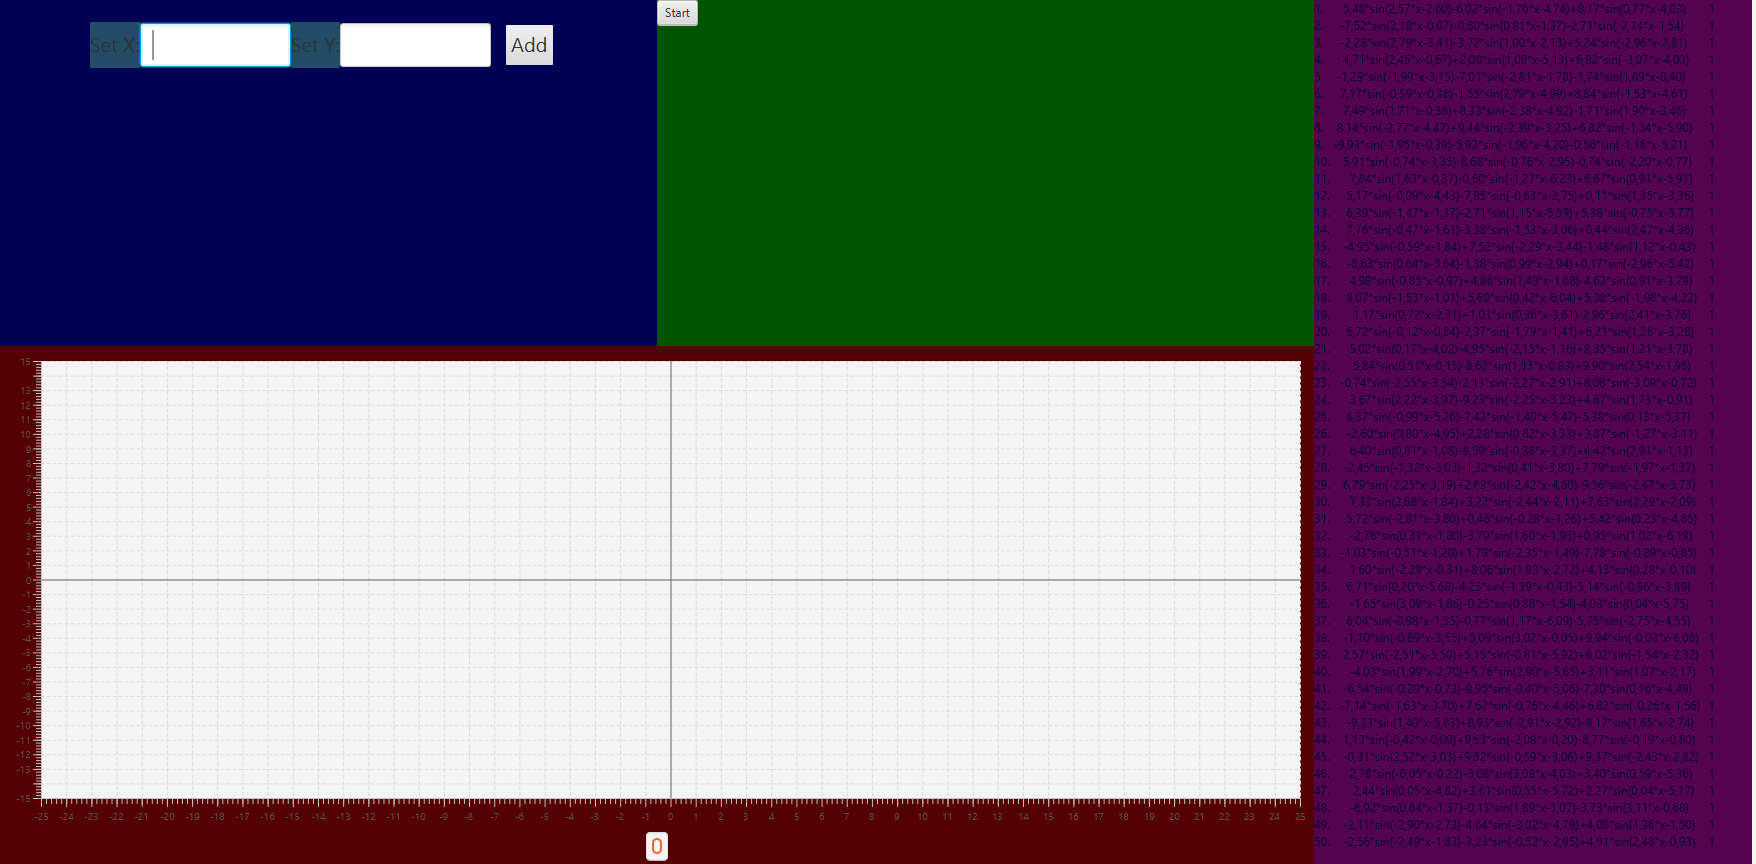 Set X:
Set Y:
Add
Start
1. 5,48*sin(2,57*x-2,60)-6,02*sin(-1,76*x-4,74)+8,17*sin(0,77*x-4,03) 1
2. -7,52*sin(2,18*x-0,07)-0,80*sin(0,81*x-1,37)-2,71*sin(-2,14*x-1,54) 1
3. -2,28*sin(2,79*x-3,41)-3,72*sin(1,00*x-2,13)+5,24*sin(-2,96*x-2,81) 1
4. 4,71*sin(2,45*x-0,67)+2,08*sin(1,08*x-5,13)+6,82*sin(-3,07*x-4,03) 1
5. -1,29*sin(-1,99*x-3,15)-7,01*sin(-2,81*x-1,78)-1,74*sin(1,89*x-0,40) 1
6. 7,17*sin(-0,59*x-0,38)-1,55*sin(2,79*x-4,99)+8,84*sin(-1,53*x-4,61) 1
7. 7,49*sin(1,71*x-0,36)+8,33*sin(-2,38*x-4,92)-1,71*sin(1,90*x-3,46) 1
8. 8,14*sin(-2,77*x-4,47)+9,44*sin(-2,39*x-3,25)+6,82*sin(-1,34*x-5,90) 1
9. -9,93*sin(-1,95*x-0,39)-5,93*sin(-1,96*x-4,20)-0,56*sin(-1,16*x-5,21) 1
10. 5,91*sin(-0,74*x-3,35)-8,68*sin(-0,76*x-2,95)-0,74*sin(-2,20*x-0,77) 1
11. 7,84*sin(1,63*x-0,37)-0,60*sin(-1,27*x-6,23)+6,67*sin(0,91*x-5,91) 1
12. 5,17*sin(-0,09*x-4,43)-7,85*sin(-0,63*x-2,75)+0,11*sin(1,35*x-3,36) 1
13. 6,39*sin(-1,47*x-1,37)-2,71*sin(1,15*x-5,59)+5,38*sin(-0,75*x-5,77) 1
14. 7,76*sin(-0,47*x-1,61)-3,38*sin(-1,53*x-3,06)+0,44*sin(2,47*x-4,36) 1
15. -4,95*sin(-0,59*x-1,84)+7,52*sin(-2,29*x-3,44)-1,48*sin(1,12*x-0,43) 1
16. -8,63*sin(0,64*x-3,64)-1,38*sin(0,99*x-2,94)+0,17*sin(-2,96*x-5,42) 1
17. 4,98*sin(-0,85*x-0,97)+4,86*sin(1,49*x-1,68)-4,63*sin(0,91*x-3,79) 1
18. 9,07*sin(-1,53*x-1,01)+5,69*sin(0,42*x-6,04)+5,38*sin(-1,98*x-4,22) 1
19. 1,17*sin(0,72*x-2,31)+1,01*sin(0,36*x-3,61)-2,96*sin(2,41*x-3,76) 1
20. 6,72*sin(-0,12*x-0,84)-2,37*sin(-1,79*x-1,41)+6,21*sin(1,26*x-3,28) 1
21. 5,02*sin(0,17*x-4,02)-4,95*sin(-2,15*x-1,16)+8,35*sin(1,21*x-3,78) 1
22. 5,84*sin(0,51*x-0,15)-8,62*sin(1,13*x-0,83)+9,90*sin(2,54*x-1,96) 1
23. -0,74*sin(-2,55*x-3,54)-2,13*sin(-2,27*x-2,91)+8,08*sin(-3,09*x-0,72) 1
24. 3,67*sin(2,22*x-3,97)-9,23*sin(-2,25*x-3,23)+4,67*sin(1,73*x-0,91) 1
25. 6,37*sin(-0,99*x-5,26)-7,43*sin(-1,40*x-5,47)-5,38*sin(0,13*x-5,37) 1
26. -2,60*sin(0,80*x-4,95)+2,28*sin(0,82*x-3,33)+3,87*sin(-1,27*x-3,11) 1
27. 6,40*sin(0,81*x-1,08)-8,59*sin(-0,38*x-3,37)+4,42*sin(2,91*x-1,13) 1
28. -2,45*sin(-1,32*x-3,03)-1,32*sin(0,41*x-3,80)+7,79*sin(-1,97*x-1,37) 1
29. 6,79*sin(-2,25*x-3,19)+2,63*sin(-2,42*x-4,60)-9,56*sin(-2,47*x-5,73) 1
30. 7,33*sin(2,88*x-1,84)+3,22*sin(-2,44*x-2,11)+7,63*sin(2,29*x-2,09) 1
31. 5,72*sin(-2,81*x-3,80)+0,46*sin(-0,28*x-1,26)+5,42*sin(0,23*x-4,65) 1
32. -2,76*sin(0,31*x-1,80)-3,79*sin(1,60*x-1,95)+0,95*sin(1,02*x-6,19) 1
33. -1,03*sin(-0,51*x-1,20)+1,79*sin(-2,35*x-1,49)-7,78*sin(-0,89*x-0,85) 1
34. 1,60*sin(-2,29*x-0,31)+8,06*sin(1,93*x-2,72)+4,13*sin(0,28*x-0,10) 1
35. 6,71*sin(0,20*x-5,68)-4,25*sin(-1,39*x-0,43)-5,14*sin(-0,96*x-3,89) 1
36. -1,65*sin(3,09*x-1,86)-0,25*sin(0,88*x-1,54)-4,03*sin(0,04*x-5,75) 1
37. 6,04*sin(-0,98*x-1,55)-0,77*sin(1,17*x-6,09)-5,75*sin(-2,75*x-4,55) 1
38. -1,10*sin(-0,89*x-3,55)+5,09*sin(3,02*x-0,05)+9,94*sin(-0,03*x-6,08) 1
39. 2,57*sin(-2,51*x-5,50)+5,15*sin(-0,81*x-5,92)+6,02*sin(-1,54*x-2,32) 1
40. -4,03*sin(1,99*x-2,70)+5,76*sin(2,90*x-5,65)+3,11*sin(1,07*x-2,17) 1
41. -6,54*sin(-0,29*x-0,73)-8,95*sin(-0,40*x-5,06)-7,30*sin(0,16*x-4,49) 1
42. -7,14*sin(-1,63*x-3,70)+7,62*sin(-0,76*x-4,46)+6,82*sin(-0,26*x-1,56) 1
43. -9,33*sin(1,40*x-5,83)+8,93*sin(-2,91*x-2,92)-8,17*sin(1,65*x-2,74) 1
44. 1,13*sin(-0,42*x-0,09)+9,63*sin(-2,08*x-0,20)-8,77*sin(-0,19*x-0,80) 1
45. -0,31*sin(2,52*x-3,03)+9,52*sin(-0,59*x-3,06)+9,37*sin(-2,43*x-2,82) 1
46. 2,78*sin(-0,05*x-0,22)-3,08*sin(3,08*x-4,03)+3,40*sin(0,59*x-5,36) 1
47. 2,44*sin(0,05*x-4,82)+3,61*sin(0,55*x-5,72)+2,27*sin(0,04*x-5,17) 1
48. -6,92*sin(0,64*x-1,37)-0,13*sin(1,89*x-1,07)-3,73*sin(3,11*x-0,68) 1
49. -2,11*sin(-2,90*x-2,73)-4,64*sin(-3,02*x-4,78)+4,08*sin(1,36*x-1,50) 1
50. -2,56*sin(-2,49*x-1,83)-3,23*sin(-0,52*x-2,95)+4,91*sin(2,48*x-0,93) 1
15
13
12
11
10
9
8
7
6
5
4
3
2
1
0
-1
-2
-3
-4
-5
-6
-7
-8
-9
-10
-11
-12
-13
-15
-25 -24 -23 -22 -21 -20 -19 -18 -17 -16 -15 -14 -13 -12 -11 -10 -9 -8 -7 -6 -5 -4 -3 -2 -1 0 1 2 3 4 5 6 7 8 9 10 11 12 13 14 15 16 17 18 19 20 21 22 23 24 25
0